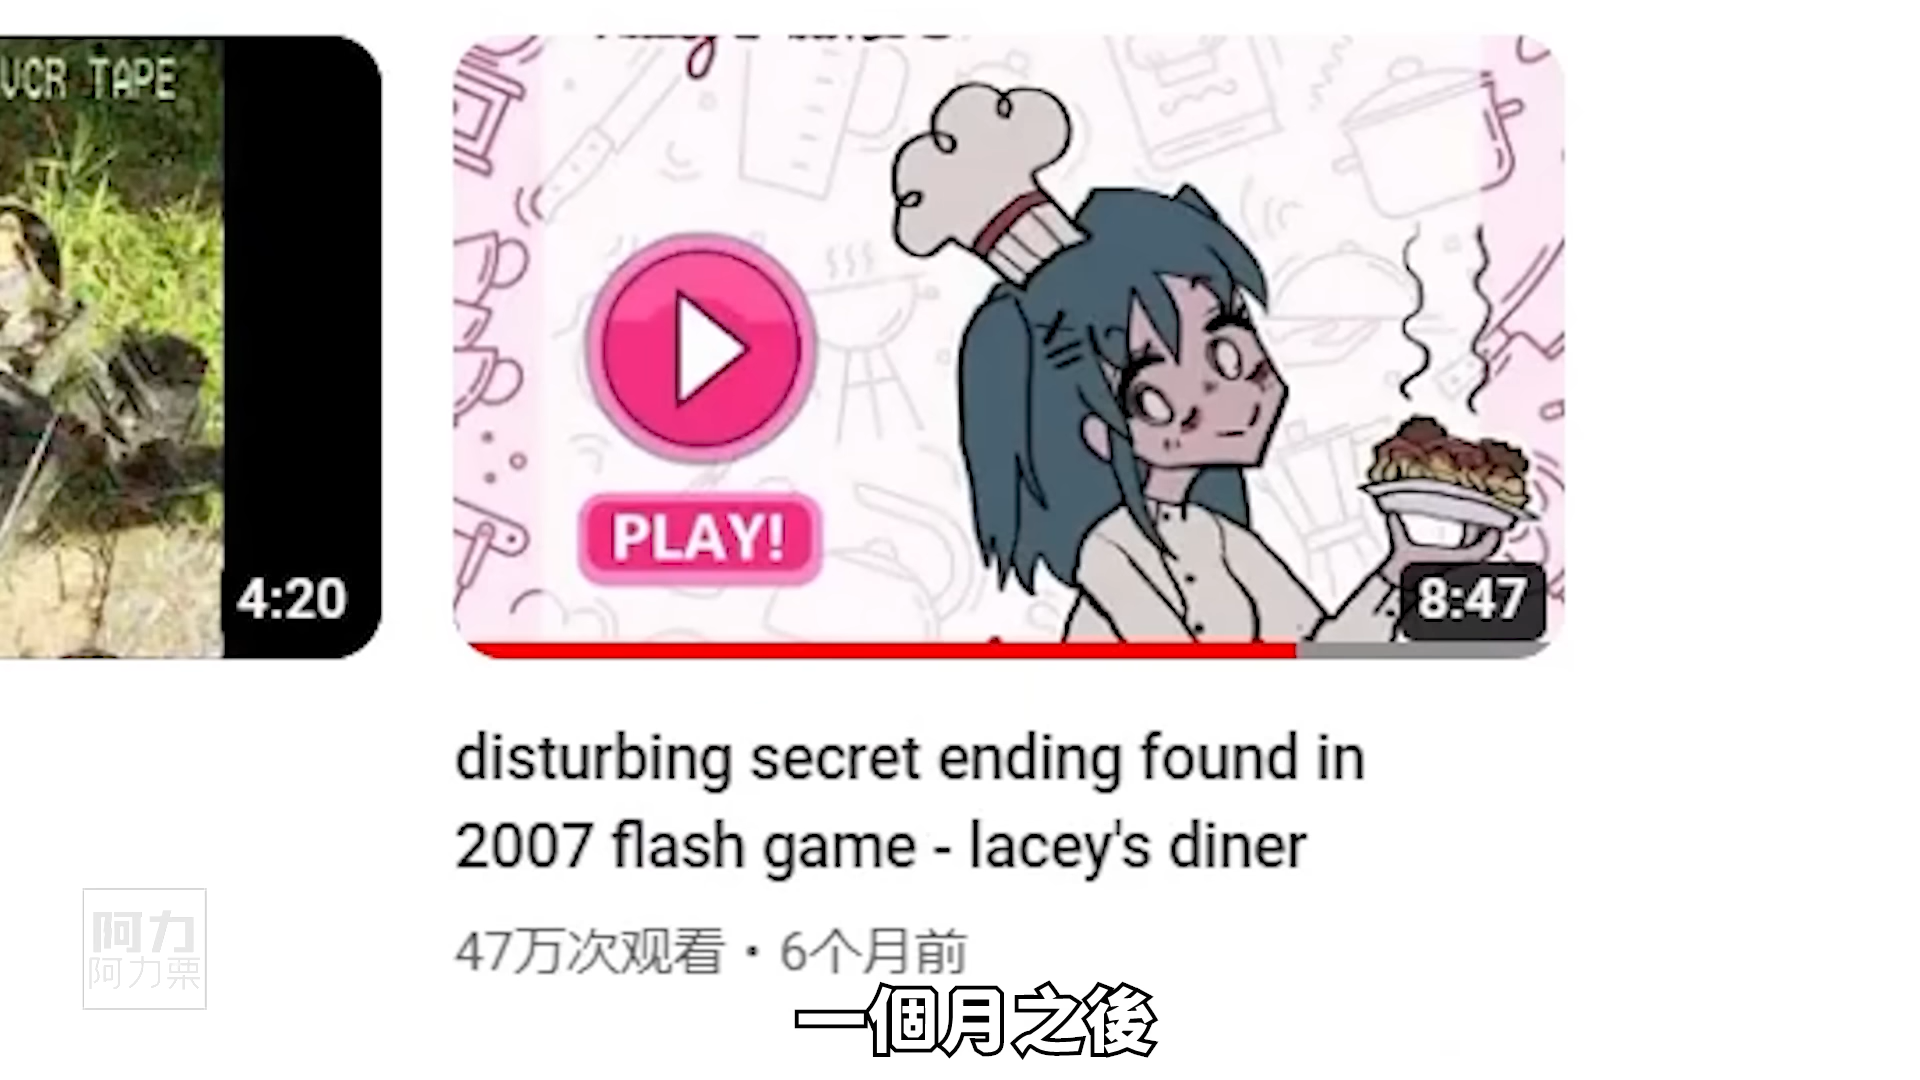 VCR TAPE
4:20
PLAY!
8:47
disturbing secret ending found in
2007 flash game - lacey's diner
47万次观看・6个月前
阿力
阿力栗
一個月之後